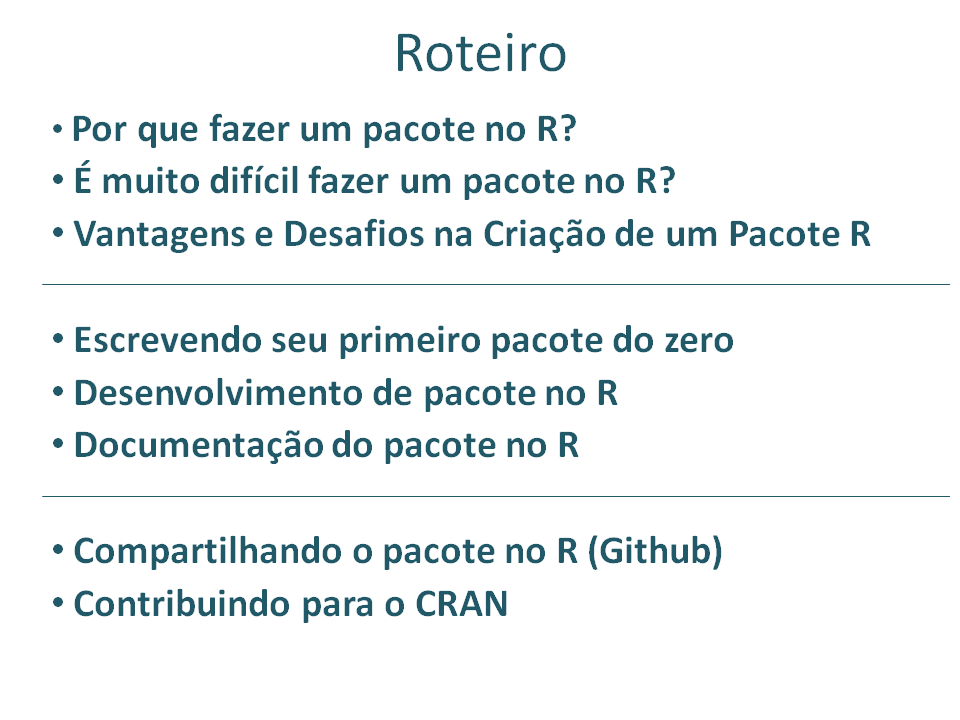 Roteiro
• Por que fazer um pacote no R?
• É muito difícil fazer um pacote no R?
• Vantagens e Desafios na Criação de um Pacote R
• Escrevendo seu primeiro pacote do zero
• Desenvolvimento de pacote no R
• Documentação do pacote no R
• Compartilhando o pacote no R (Github)
• Contribuindo para o CRAN